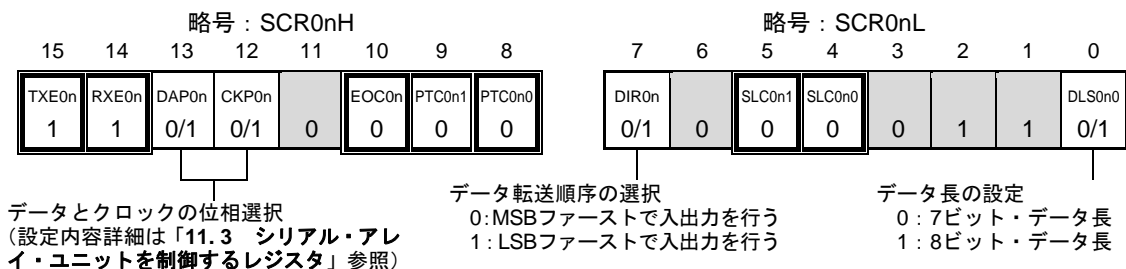 略号：SCR0nH
15 14 13 12 11 10 9 8
TXE0n RXE0n DAP0n CKP0n EOC0n PTC0n1 PTC0n0
1 1 0/1 0/1 0 0 0 0
データとクロックの位相選択
（設定内容詳細は「11.3　シリアル・アレ
イ・ユニットを制御するレジスタ」参照）
略号：SCR0nL
7 6 5 4 3 2 1 0
DIR0n SLC0n1 SLC0n0 DLS0n0
0/1 0 0 0 0 1 1 0/1
データ転送順序の選択
0：MSBファーストで入出力を行う
1：LSBファーストで入出力を行う
データ長の設定
0：7ビット・データ長
1：8ビット・データ長